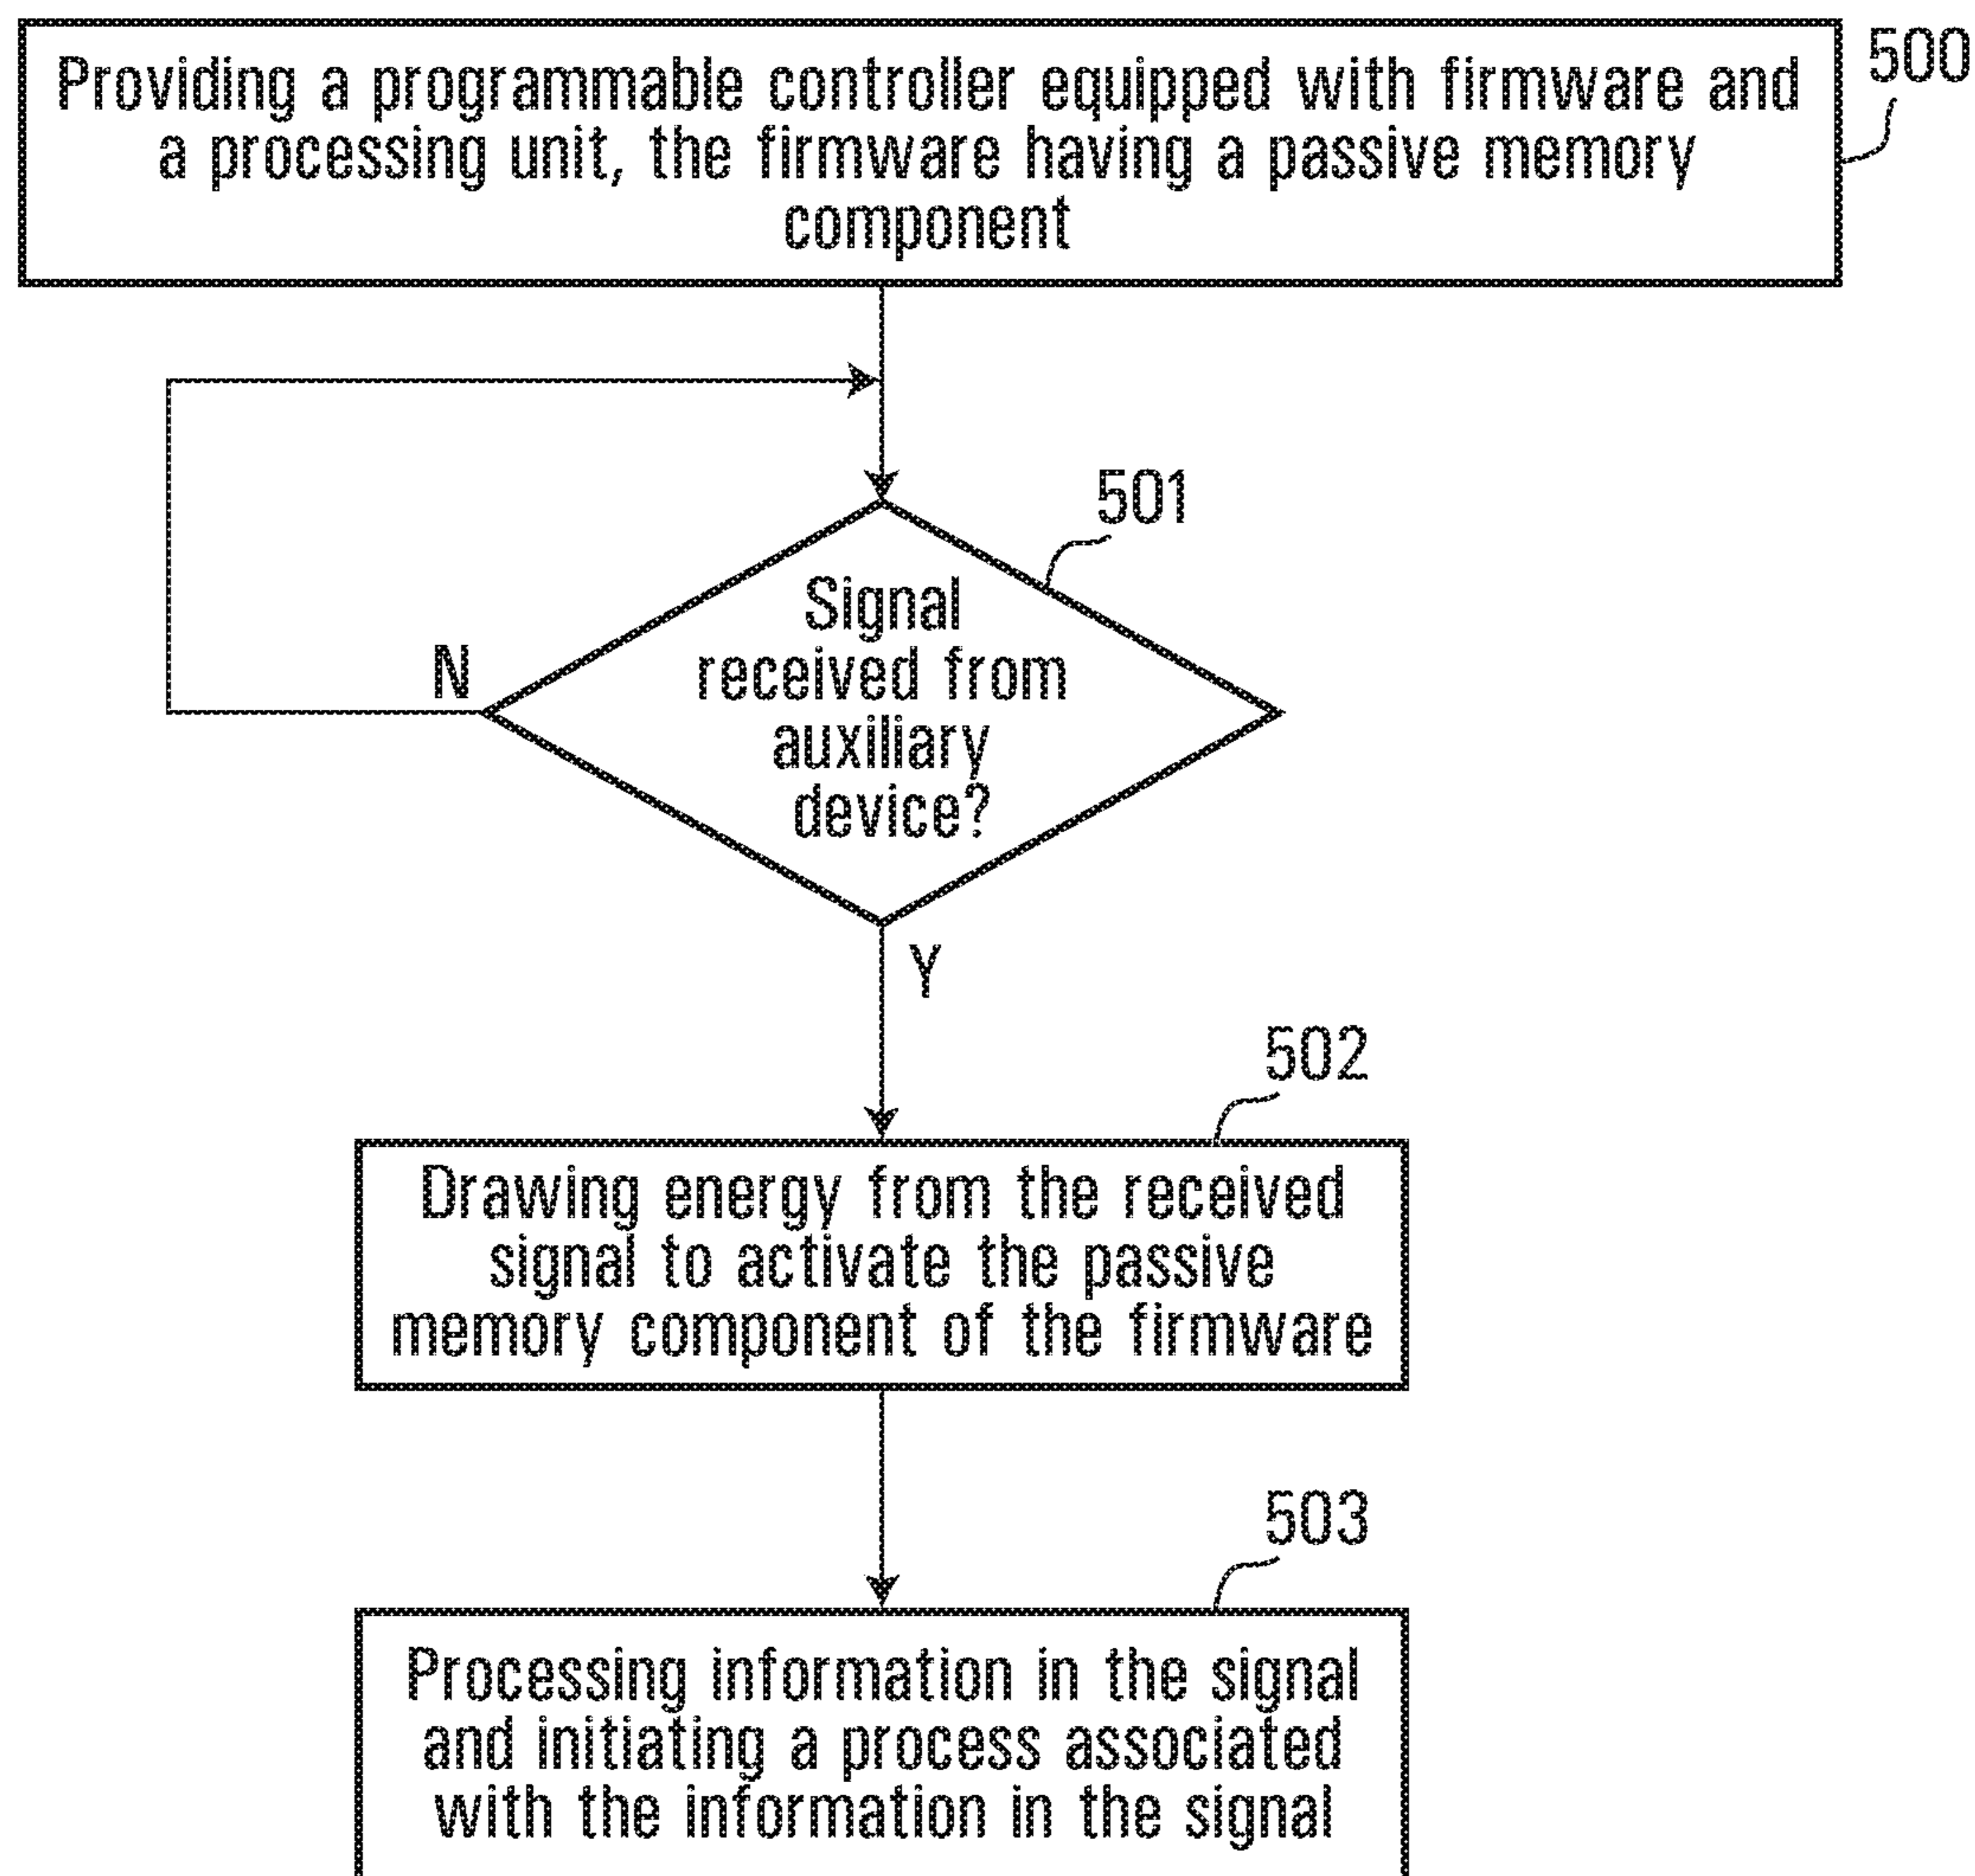 Providing a programmable controller equipped with firmware and
a processing unit, the firmware having a passive memory
component
500
501
Signal
received from
auxiliary
device?
N
Y
502
Drawing energy from the received
signal to activate the passive
memory component of the firmware
503
Processing information in the signal
and initiating a process associated
with the information in the signal